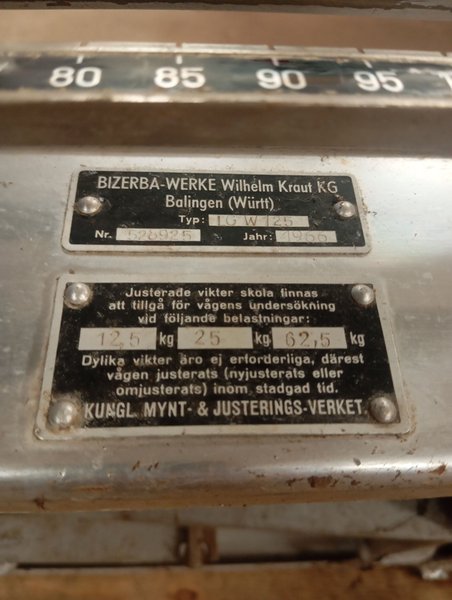 80 85 90 95
BIZERBA-WERKE Wilhelm Kraut KG
Balingen (Württ)
Typ: TG W 125
Nr. 526925 Jahr: 1966
Justerade vikter skola finnas
att tillgå för vågens undersökning
vid följande belastningar:
12,5 kg 25 kg 62,5 kg
Dylika vikter äro ej erforderliga, därest
vågen justerats (nyjusterats eller
omjusterats) inom stadgad tid.
KUNGL. MYNT- & JUSTERINGS-VERKET.